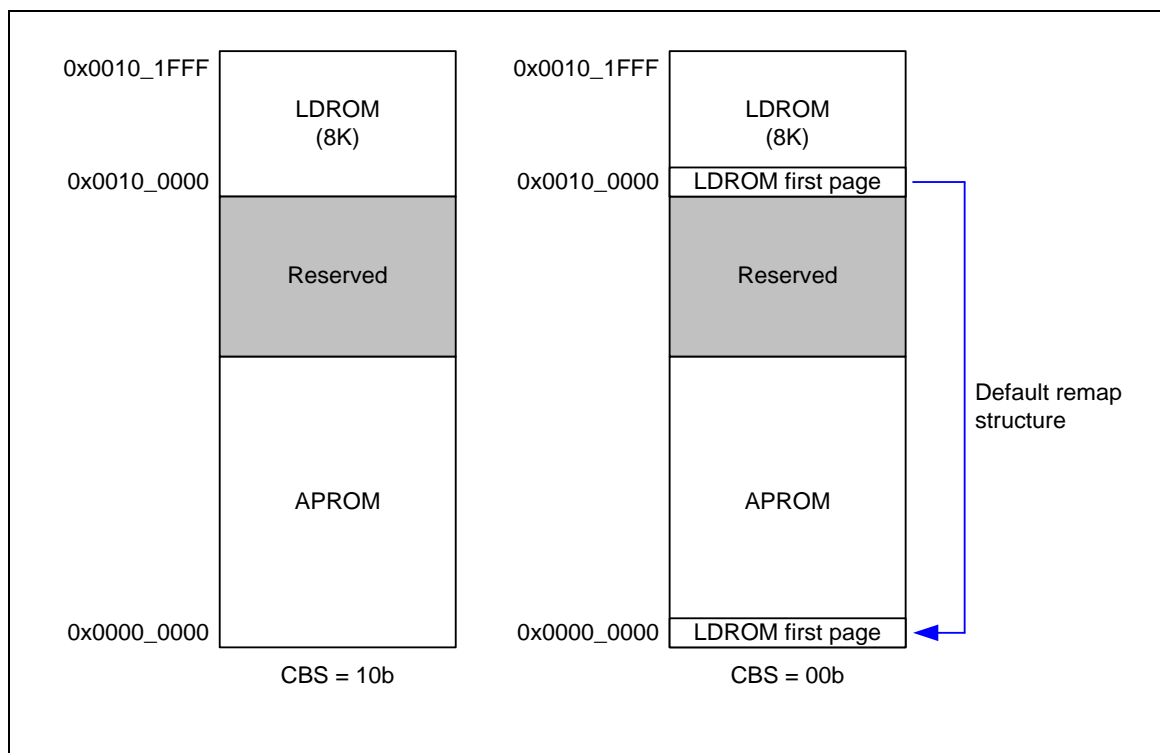 0x0010_1FFF
LDROM
(8K)
0x0010_0000
Reserved
APROM
0x0000_0000
CBS = 10b
0x0010_1FFF
LDROM
(8K)
0x0010_0000
LDROM first page
Reserved
APROM
0x0000_0000
LDROM first page
CBS = 00b
Default remap
structure